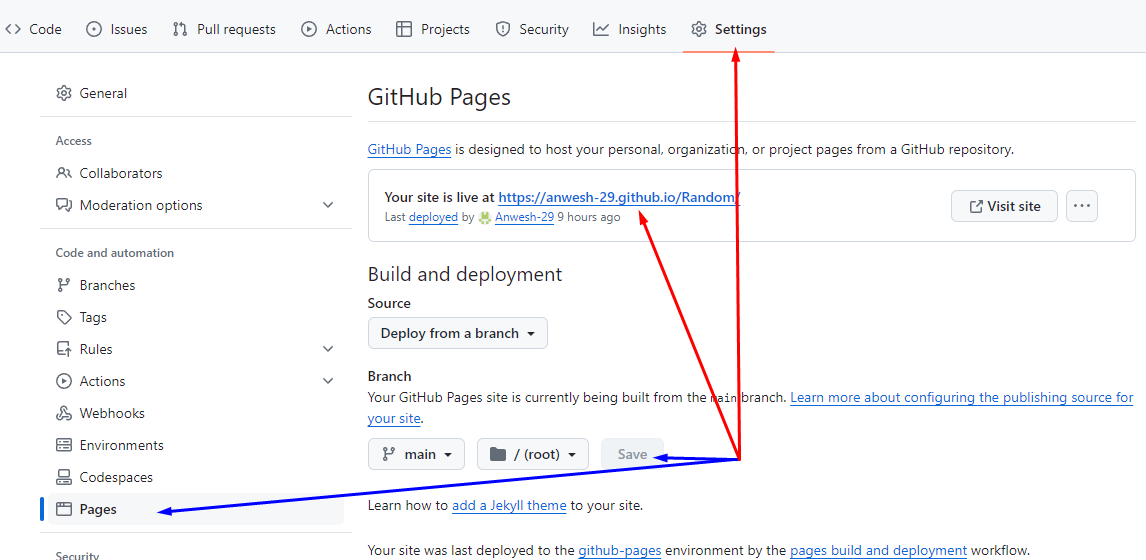 Code Issues Pull requests Actions Projects Security Insights Settings
General
Access
Collaborators
Moderation options
Code and automation
Branches
Tags
Rules
Actions
Webhooks
Environments
Codespaces
Pages
Security
GitHub Pages
GitHub Pages is designed to host your personal, organization, or project pages from a GitHub repository.
Your site is live at https://anwesh-29.github.io/Random/
Last deployed by Anwesh-29 9 hours ago
Visit site
Build and deployment
Source
Deploy from a branch
Branch
Your GitHub Pages site is currently being built from the main branch. Learn more about configuring the publishing source for
your site.
main / (root) Save
Learn how to add a Jekyll theme to your site.
Your site was last deployed to the github-pages environment by the pages build and deployment workflow.